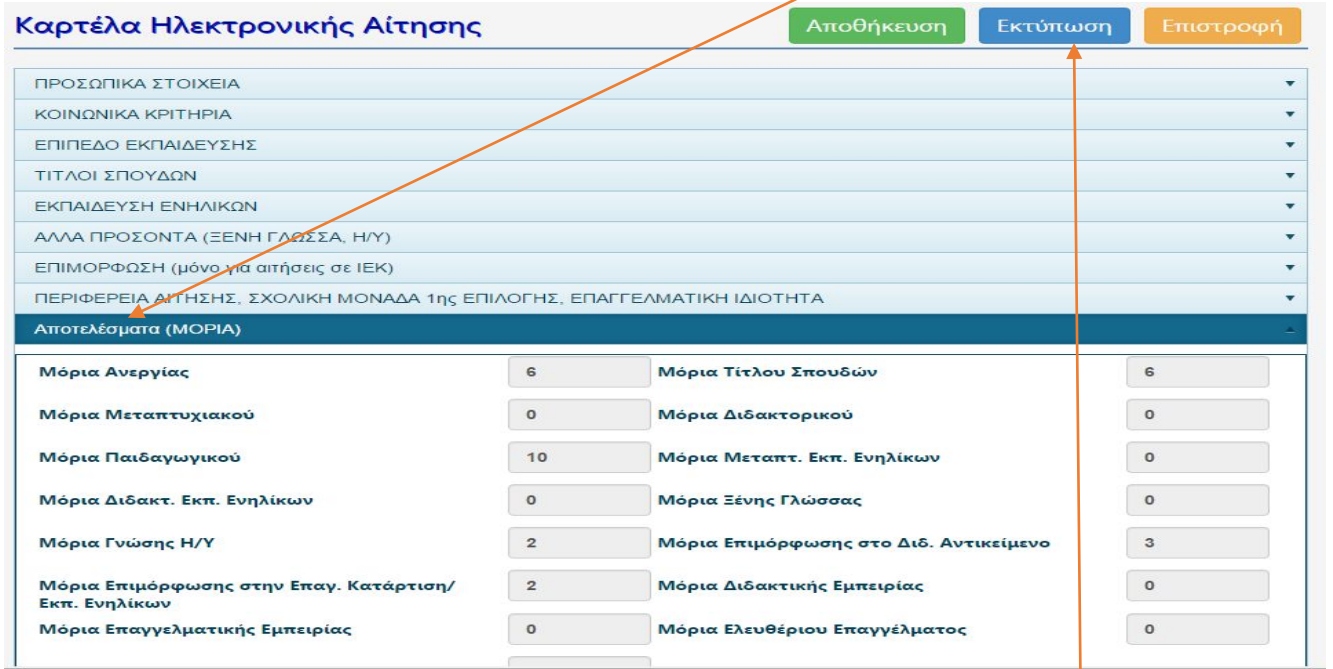 Καρτέλα Ηλεκτρονικής Αίτησης Αποθήκευση Εκτύπωση Επιστροφή
ΠΡΟΣΩΠΙΚΑ ΣΤΟΙΧΕΙΑ
ΚΟΙΝΩΝΙΚΑ ΚΡΙΤΗΡΙΑ
ΕΠΙΠΕΔΟ ΕΚΠΑΙΔΕΥΣΗΣ
ΤΙΤΛΟΙ ΣΠΟΥΔΩΝ
ΕΚΠΑΙΔΕΥΣΗ ΕΝΗΛΙΚΩΝ
ΑΛΛΑ ΠΡΟΣΟΝΤΑ (ΞΕΝΗ ΓΛΩΣΣΑ, Η/Υ)
ΕΠΙΜΟΡΦΩΣΗ (μόνο για αιτήσεις σε ΙΕΚ)
ΠΕΡΙΦΕΡΕΙΑ ΑΙΤΗΣΗΣ, ΣΧΟΛΙΚΗ ΜΟΝΑΔΑ 1ης ΕΠΙΛΟΓΗΣ, ΕΠΑΓΓΕΛΜΑΤΙΚΗ ΙΔΙΟΤΗΤΑ
Αποτελέσματα (ΜΟΡΙΑ)
Μόρια Ανεργίας 6 Μόρια Τίτλου Σπουδών 6
Μόρια Μεταπτυχιακού 0 Μόρια Διδακτορικού 0
Μόρια Παιδαγωγικού 10 Μόρια Μεταπτ. Εκπ. Ενηλίκων 0
Μόρια Διδακτ. Εκπ. Ενηλίκων 0 Μόρια Ξένης Γλώσσας 0
Μόρια Γνώσης Η/Υ 2 Μόρια Επιμόρφωσης στο Διδ. Αντικείμενο 3
Μόρια Επιμόρφωσης στην Επαγ. Κατάρτιση/ 2 Μόρια Διδακτικής Εμπειρίας 0
Εκπ. Ενηλίκων
Μόρια Επαγγελματικής Εμπειρίας 0 Μόρια Ελευθέριου Επαγγέλματος 0